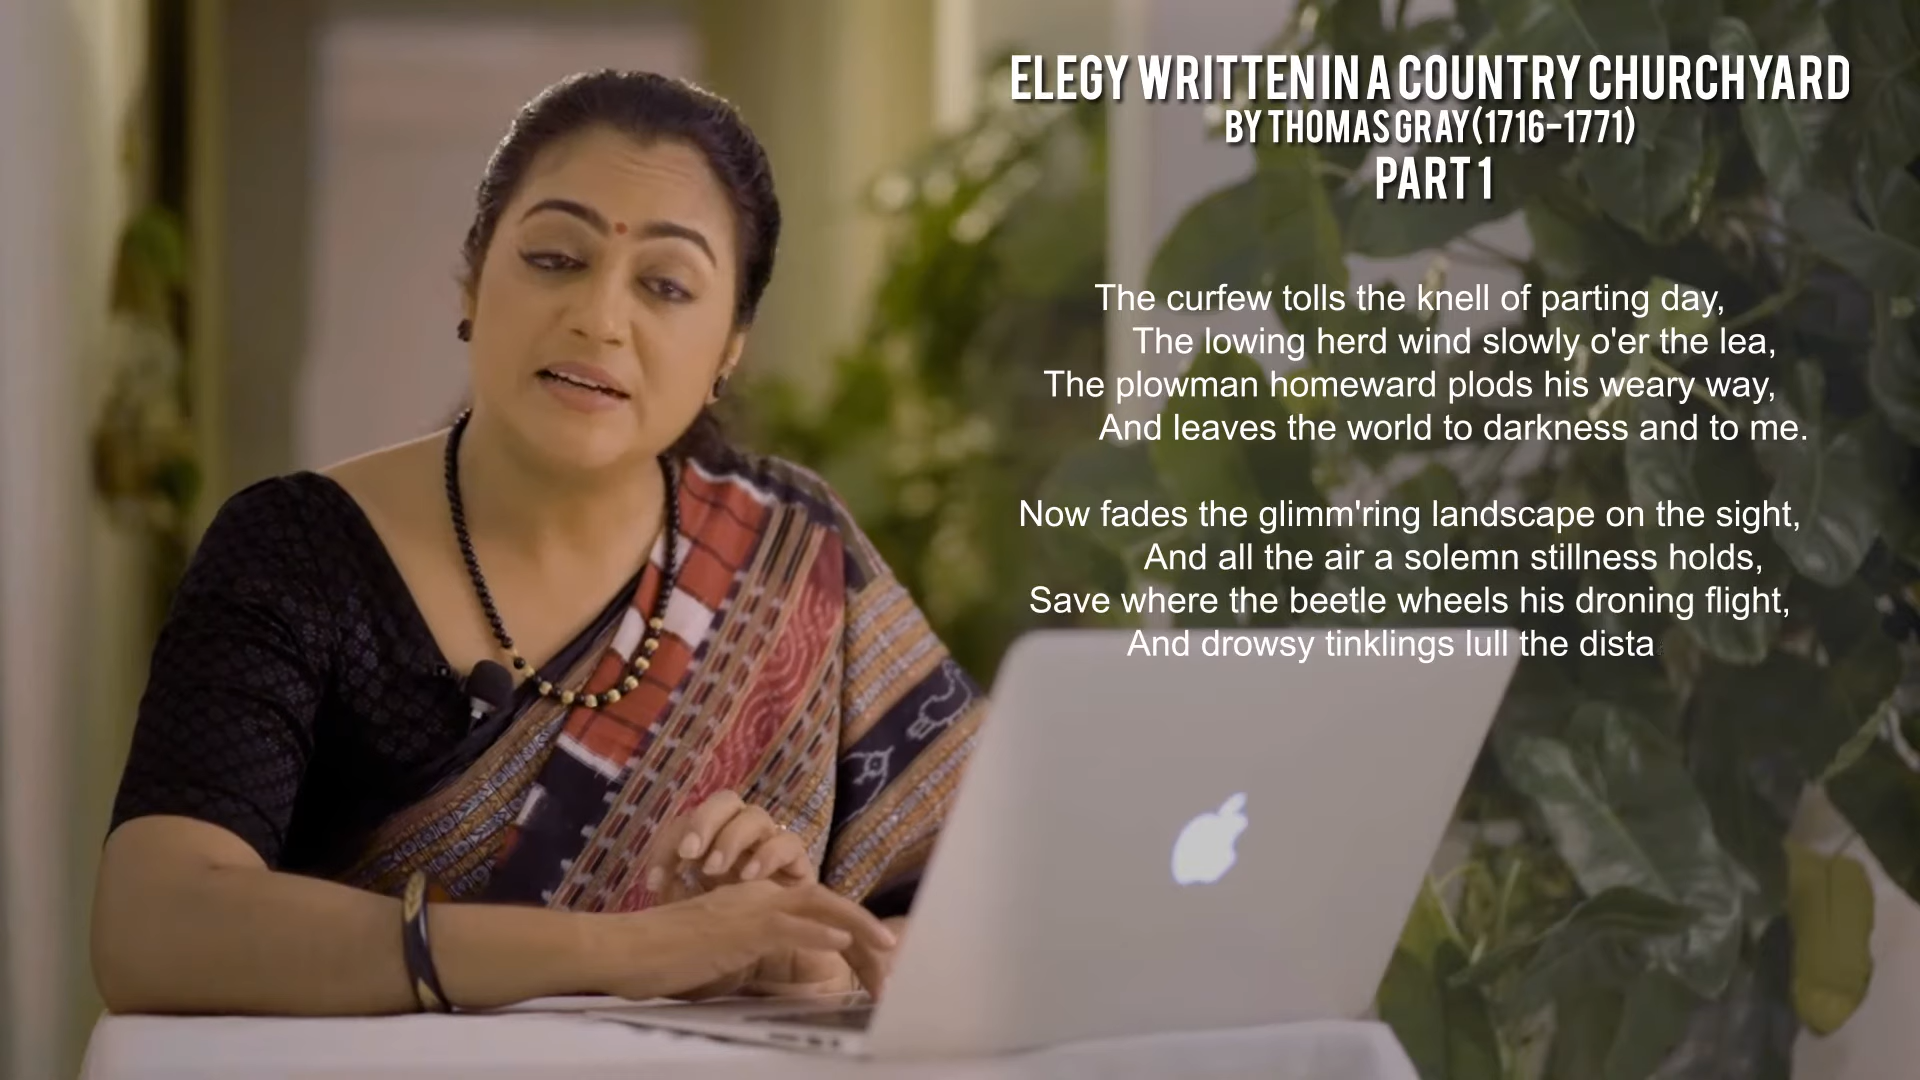 ELEGY WRITTEN IN A COUNTRY CHURCHYARD
BY THOMAS GRAY (1716-1771)
PART 1
The curfew tolls the knell of parting day,
The lowing herd wind slowly o'er the lea,
The plowman homeward plods his weary way,
And leaves the world to darkness and to me.
Now fades the glimm'ring landscape on the sight,
And all the air a solemn stillness holds,
Save where the beetle wheels his droning flight,
And drowsy tinklings lull the dista